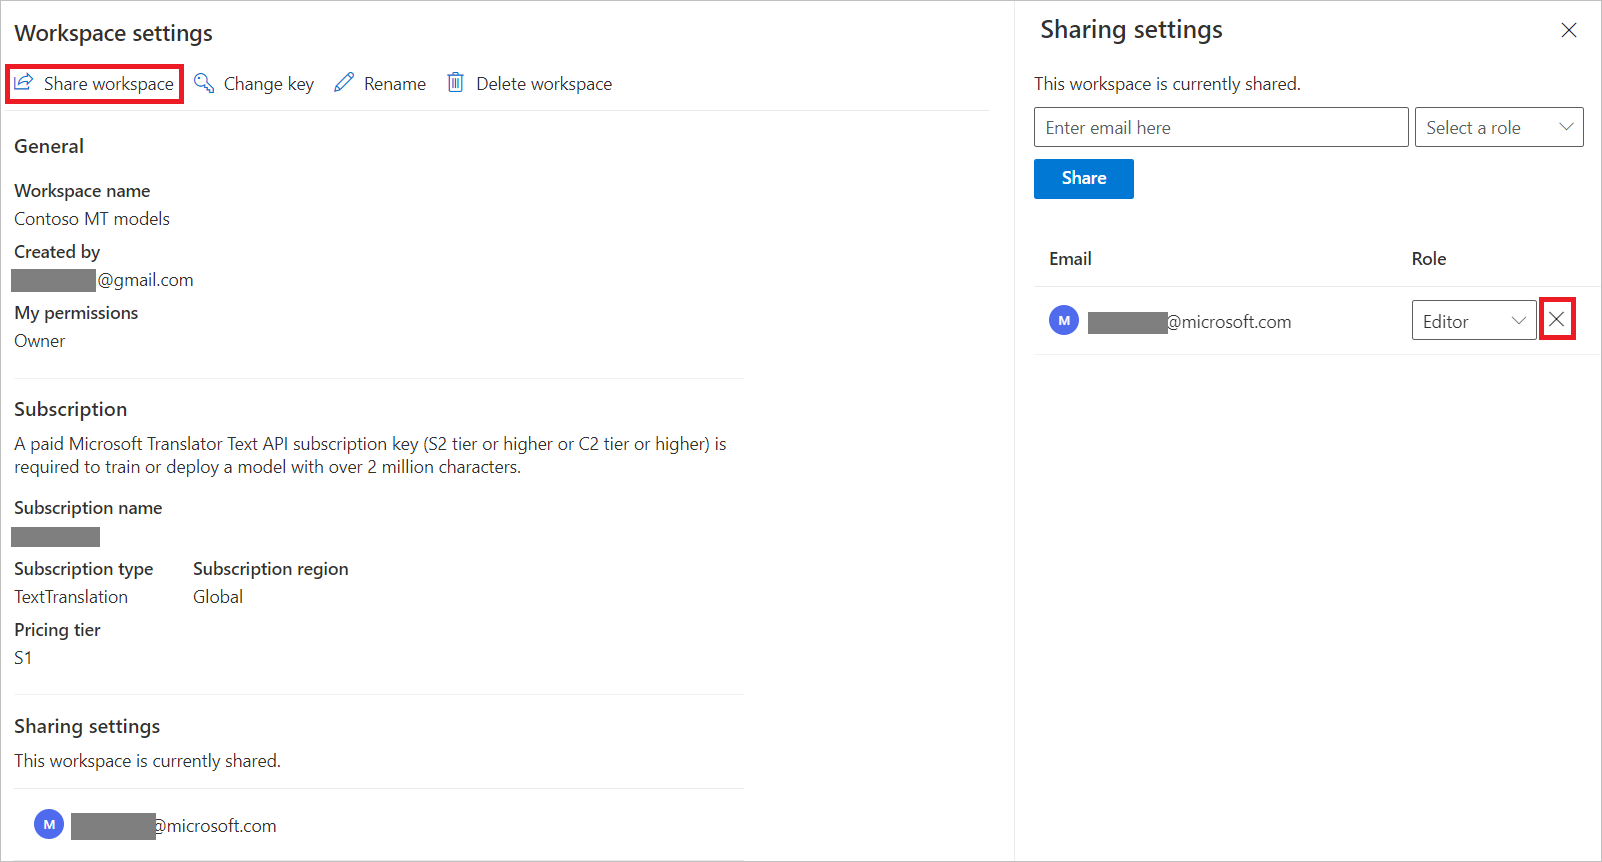 Workspace settings
Share workspace
Change key
Rename
Delete workspace
General
Workspace name
Contoso MT models
Created by
@gmail.com
My permissions
Owner
Subscription
A paid Microsoft Translator Text API subscription key (S2 tier or higher or C2 tier or higher) is
required to train or deploy a model with over 2 million characters.
Subscription name
Subscription type
Subscription region
TextTranslation
Global
Pricing tier
S1
Sharing settings
This workspace is currently shared.
M
@microsoft.com
Sharing settings
This workspace is currently shared.
Enter email here
Select a role
Share
Email
Role
M
@microsoft.com
Editor